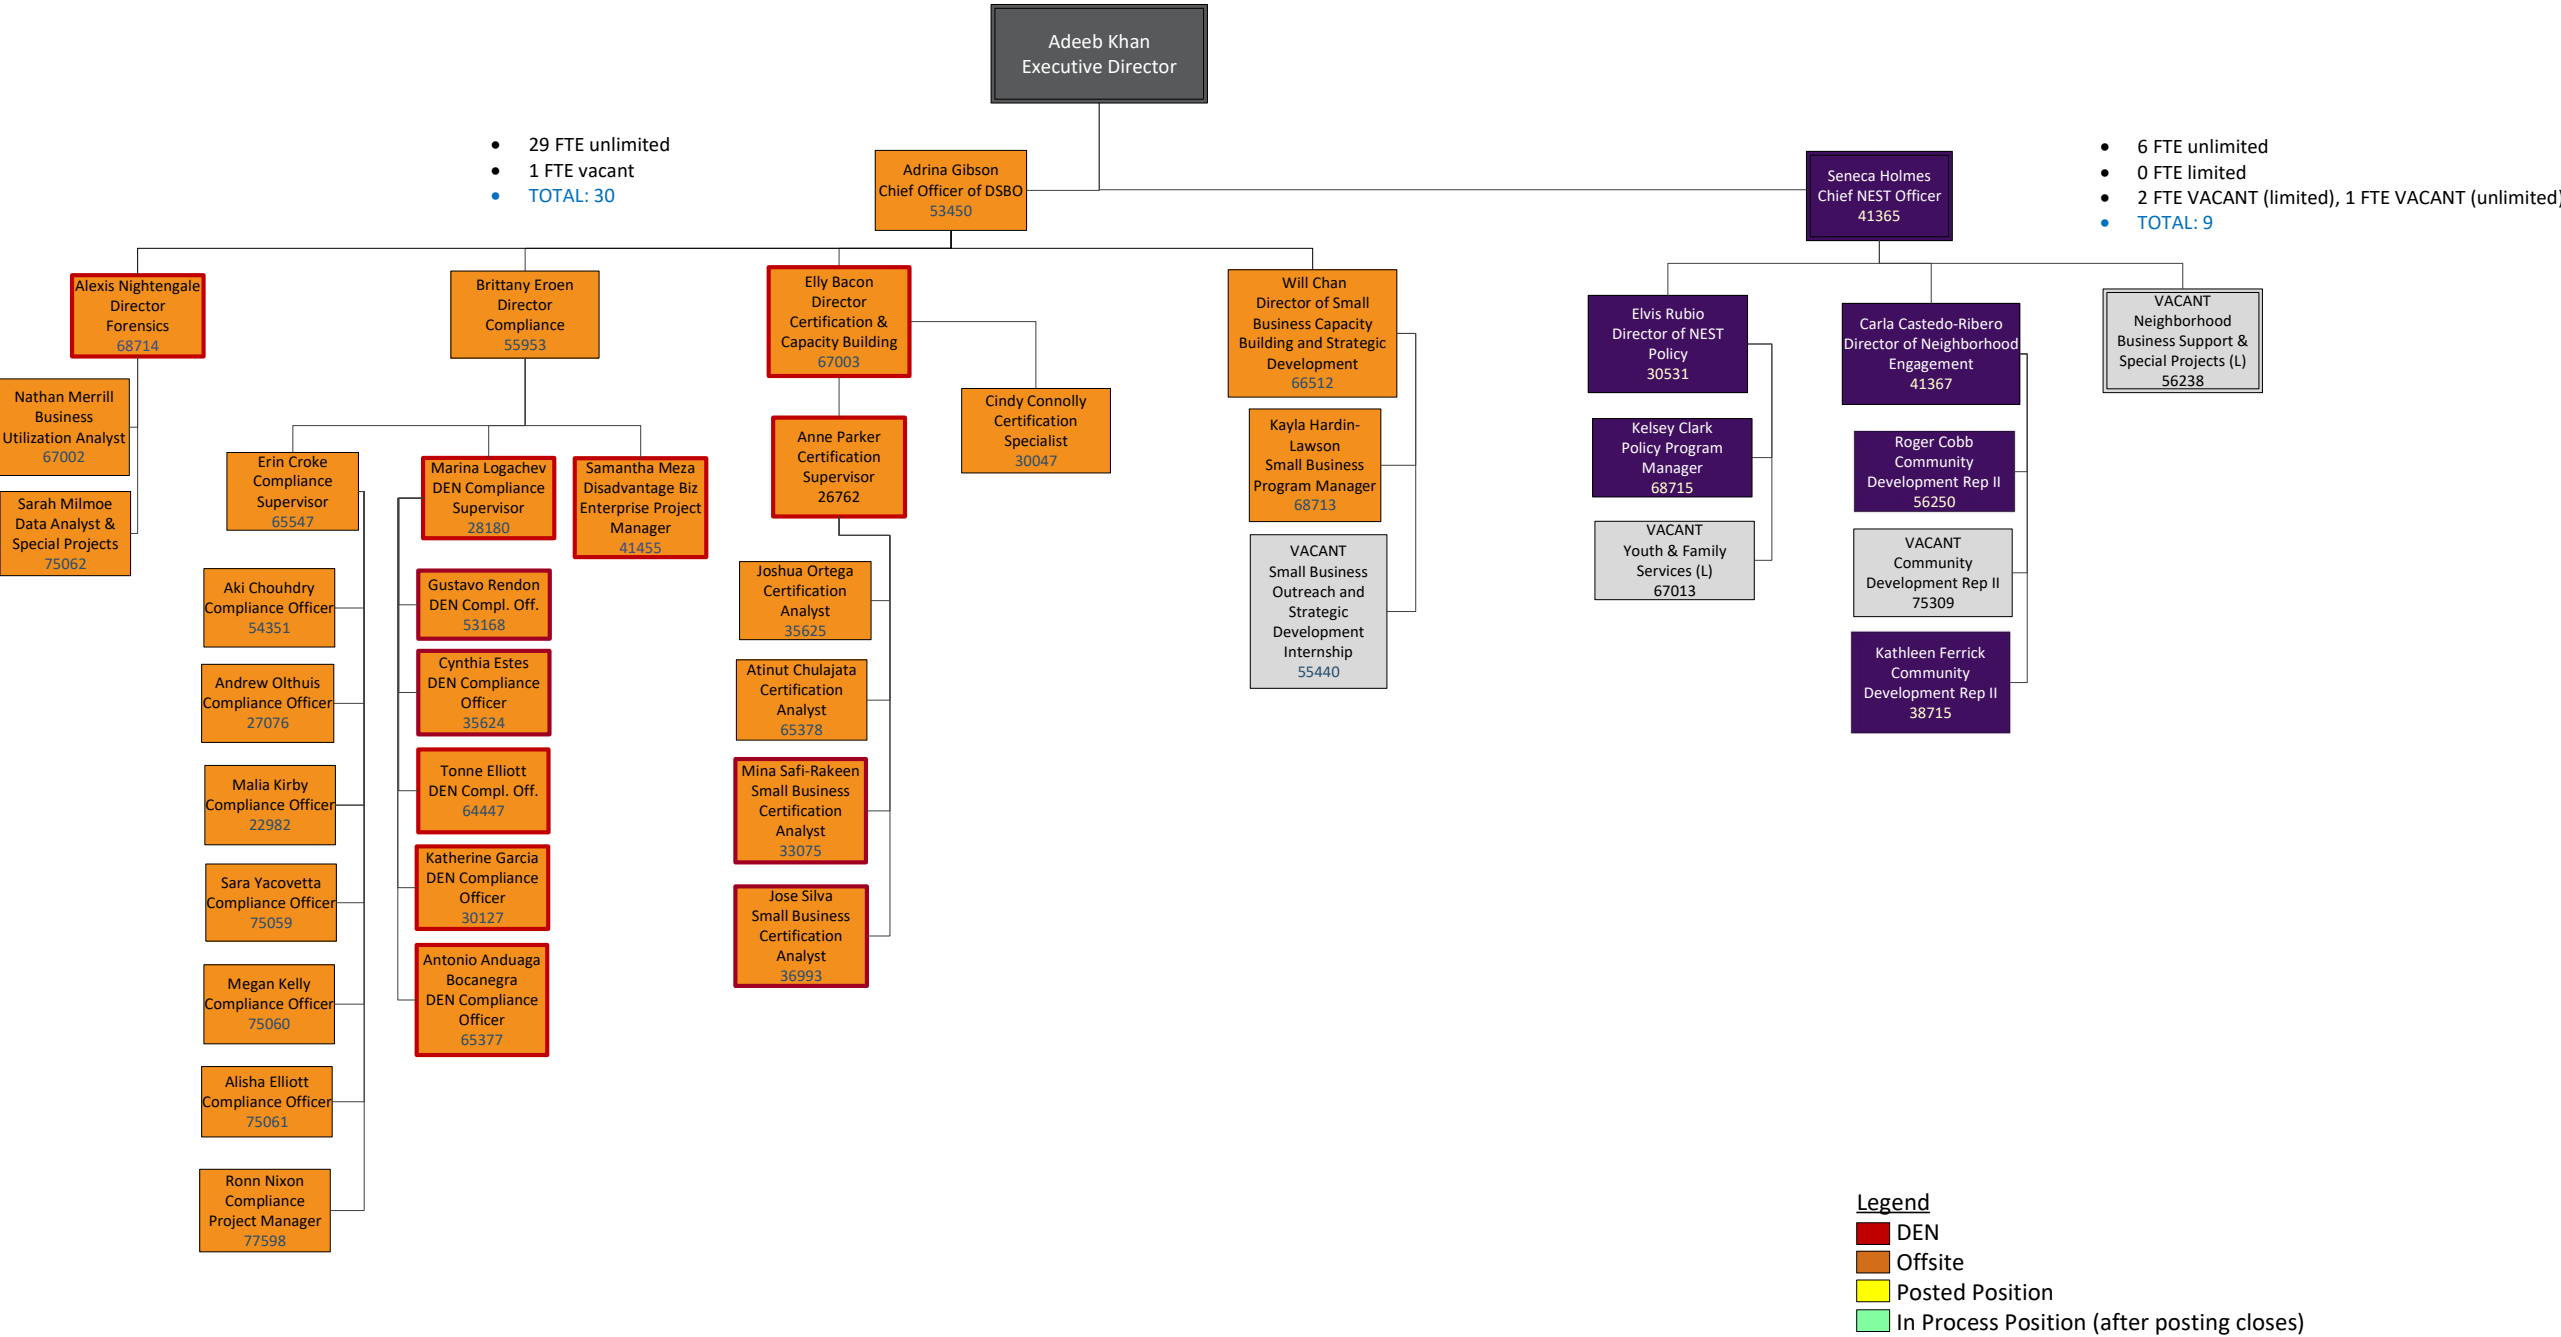 Adeeb Khan
Executive Director
• 29 FTE unlimited
• 1 FTE vacant
• TOTAL: 30
Adrina Gibson
Chief Officer of DSBO
53450
Seneca Holmes
Chief NEST Officer
41365
• 6 FTE unlimited
• 0 FTE limited
• 2 FTE VACANT (limited), 1 FTE VACANT (unlimited)
• TOTAL: 9
Alexis Nightengale
Director
Forensics
68714
Nathan Merrill
Business
Utilization Analyst
67002
Sarah Milmoe
Data Analyst &
Special Projects
75062
Brittany Eroen
Director
Compliance
55953
Erin Croke
Compliance
Supervisor
65547
Aki Chouhdry
Compliance Officer
54351
Andrew Olthuis
Compliance Officer
27076
Malia Kirby
Compliance Officer
22982
Sara Yacovetta
Compliance Officer
75059
Megan Kelly
Compliance Officer
75060
Alisha Elliott
Compliance Officer
75061
Ronn Nixon
Compliance
Project Manager
77598
Marina Logachev
DEN Compliance
Supervisor
28180
Gustavo Rendon
DEN Compl. Off.
53168
Cynthia Estes
DEN Compliance
Officer
35624
Tonne Elliott
DEN Compl. Off.
64447
Katherine Garcia
DEN Compliance
Officer
30127
Antonio Anduaga
Bocanegra
DEN Compliance
Officer
65377
Samantha Meza
Disadvantage Biz
Enterprise Project
Manager
41455
Elly Bacon
Director
Certification &
Capacity Building
67003
Anne Parker
Certification
Supervisor
26762
Joshua Ortega
Certification
Analyst
35625
Atinut Chulajata
Certification
Analyst
65378
Mina Safi-Rakeen
Small Business
Certification
Analyst
33075
Jose Silva
Small Business
Certification
Analyst
36993
Cindy Connolly
Certification
Specialist
30047
Will Chan
Director of Small
Business Capacity
Building and Strategic
Development
66512
Kayla Hardin-
Lawson
Small Business
Program Manager
68713
VACANT
Small Business
Outreach and
Strategic
Development
Internship
55440
Elvis Rubio
Director of NEST
Policy
30531
Kelsey Clark
Policy Program
Manager
68715
VACANT
Youth & Family
Services (L)
67013
Carla Castedo-Ribero
Director of Neighborhood
Engagement
41367
Roger Cobb
Community
Development Rep II
56250
VACANT
Community
Development Rep II
75309
Kathleen Ferrick
Community
Development Rep II
38715
VACANT
Neighborhood
Business Support &
Special Projects (L)
56238
Legend
DEN
Offsite
Posted Position
In Process Position (after posting closes)